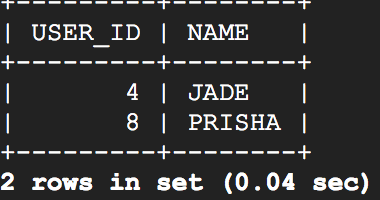 +---------+--------+
| USER_ID | NAME   |
+---------+--------+
|       4 | JADE   |
|       8 | PRISHA |
+---------+--------+
2 rows in set (0.04 sec)